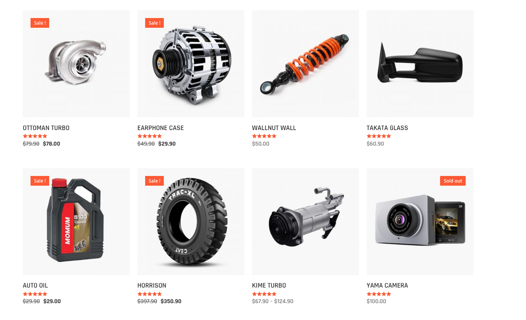 Sale !
Sale !
OTTOMAN TURBO
EARPHONE CASE
WALLNUT WALL
TAKATA GLASS
$79.90 $78.00
$49.90 $29.90
$50.00
$60.90
Sale !
Sale !
Sold out
MOMUM
TRAC-XL
AUTO OIL
HORRISON
KIME TURBO
YAMA CAMERA
$29.90 $29.00
$397.90 $350.90
$67.90 - $124.90
$100.00